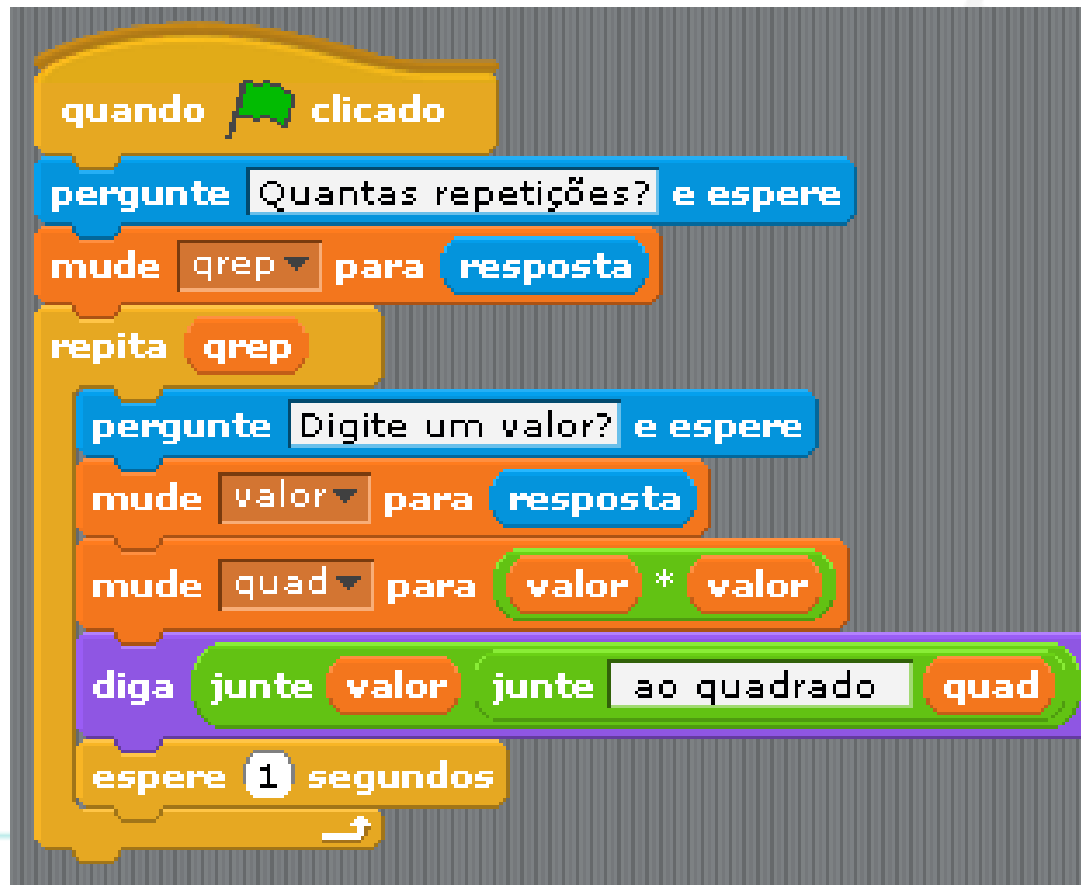 quando clicado
pergunte Quantas repetições? e espere
mude qrep para resposta
repita qrep
pergunte Digite um valor? e espere
mude valor para resposta
mude quad para valor * valor
diga junte valor junte ao quadrado quad
espere 1 segundos